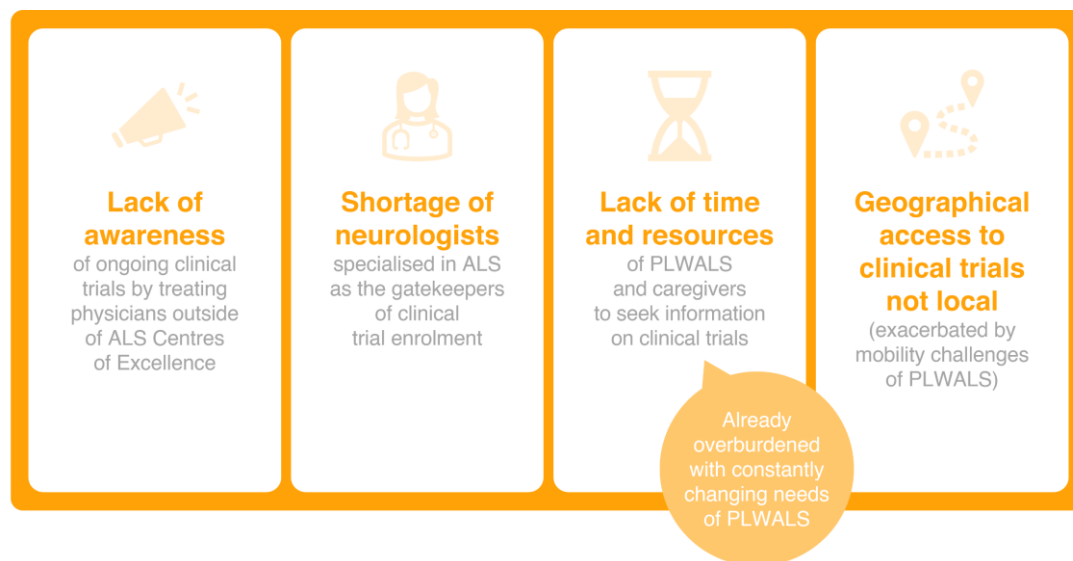 Lack of
awareness
of ongoing clinical
trials by treating
physicians outside
of ALS Centres
of Excellence
Shortage of
neurologists
specialised in ALS
as the gatekeepers
of clinical
trial enrolment
Lack of time
and resources
of PLWALS
and caregivers
to seek information
on clinical trials
Already
overburdened
with constantly
changing needs
of PLWALS
Geographical
access to
clinical trials
not local
(exacerbated by
mobility challenges
of PLWALS)